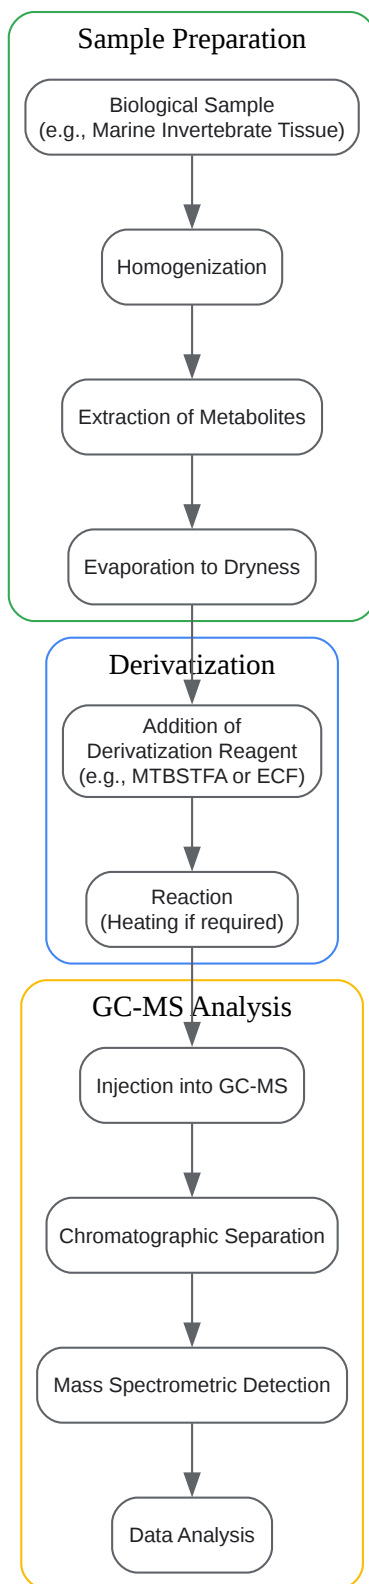 Sample Preparation
Biological Sample
(e.g., Marine Invertebrate Tissue)
Homogenization
Extraction of Metabolites
Evaporation to Dryness
Derivatization
Addition of
Derivatization Reagent
(e.g., MTBSTFA or ECF)
Reaction
(Heating if required)
GC-MS Analysis
Injection into GC-MS
Chromatographic Separation
Mass Spectrometric Detection
Data Analysis